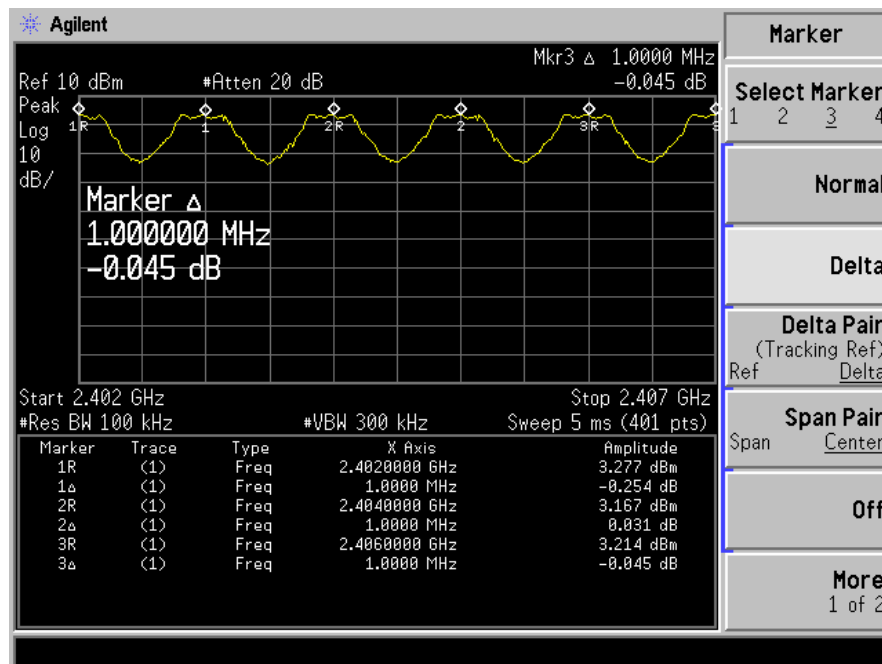 Agilent
Marker
Mkr3 Δ 1.0000 MHz
Ref 10 dBm #Atten 20 dB -0.045 dB
Peak
Log
10
dB/
1R 1 2R 2 3R 3
Marker Δ
1.000000 MHz
-0.045 dB
Start 2.402 GHz Stop 2.407 GHz
#Res BW 100 kHz #VBW 300 kHz Sweep 5 ms (401 pts)
Marker Trace Type X Axis Amplitude
1R (1) Freq 2.4020000 GHz 3.277 dBm
1Δ (1) Freq 1.0000 MHz -0.254 dB
2R (1) Freq 2.4040000 GHz 3.167 dBm
2Δ (1) Freq 1.0000 MHz 0.031 dB
3R (1) Freq 2.4060000 GHz 3.214 dBm
3Δ (1) Freq 1.0000 MHz -0.045 dB
Select Marker
1 2 3 4
Normal
Delta
Delta Pair
(Tracking Ref)
Ref Delta
Span Pair
Span Center
Off
More
1 of 2